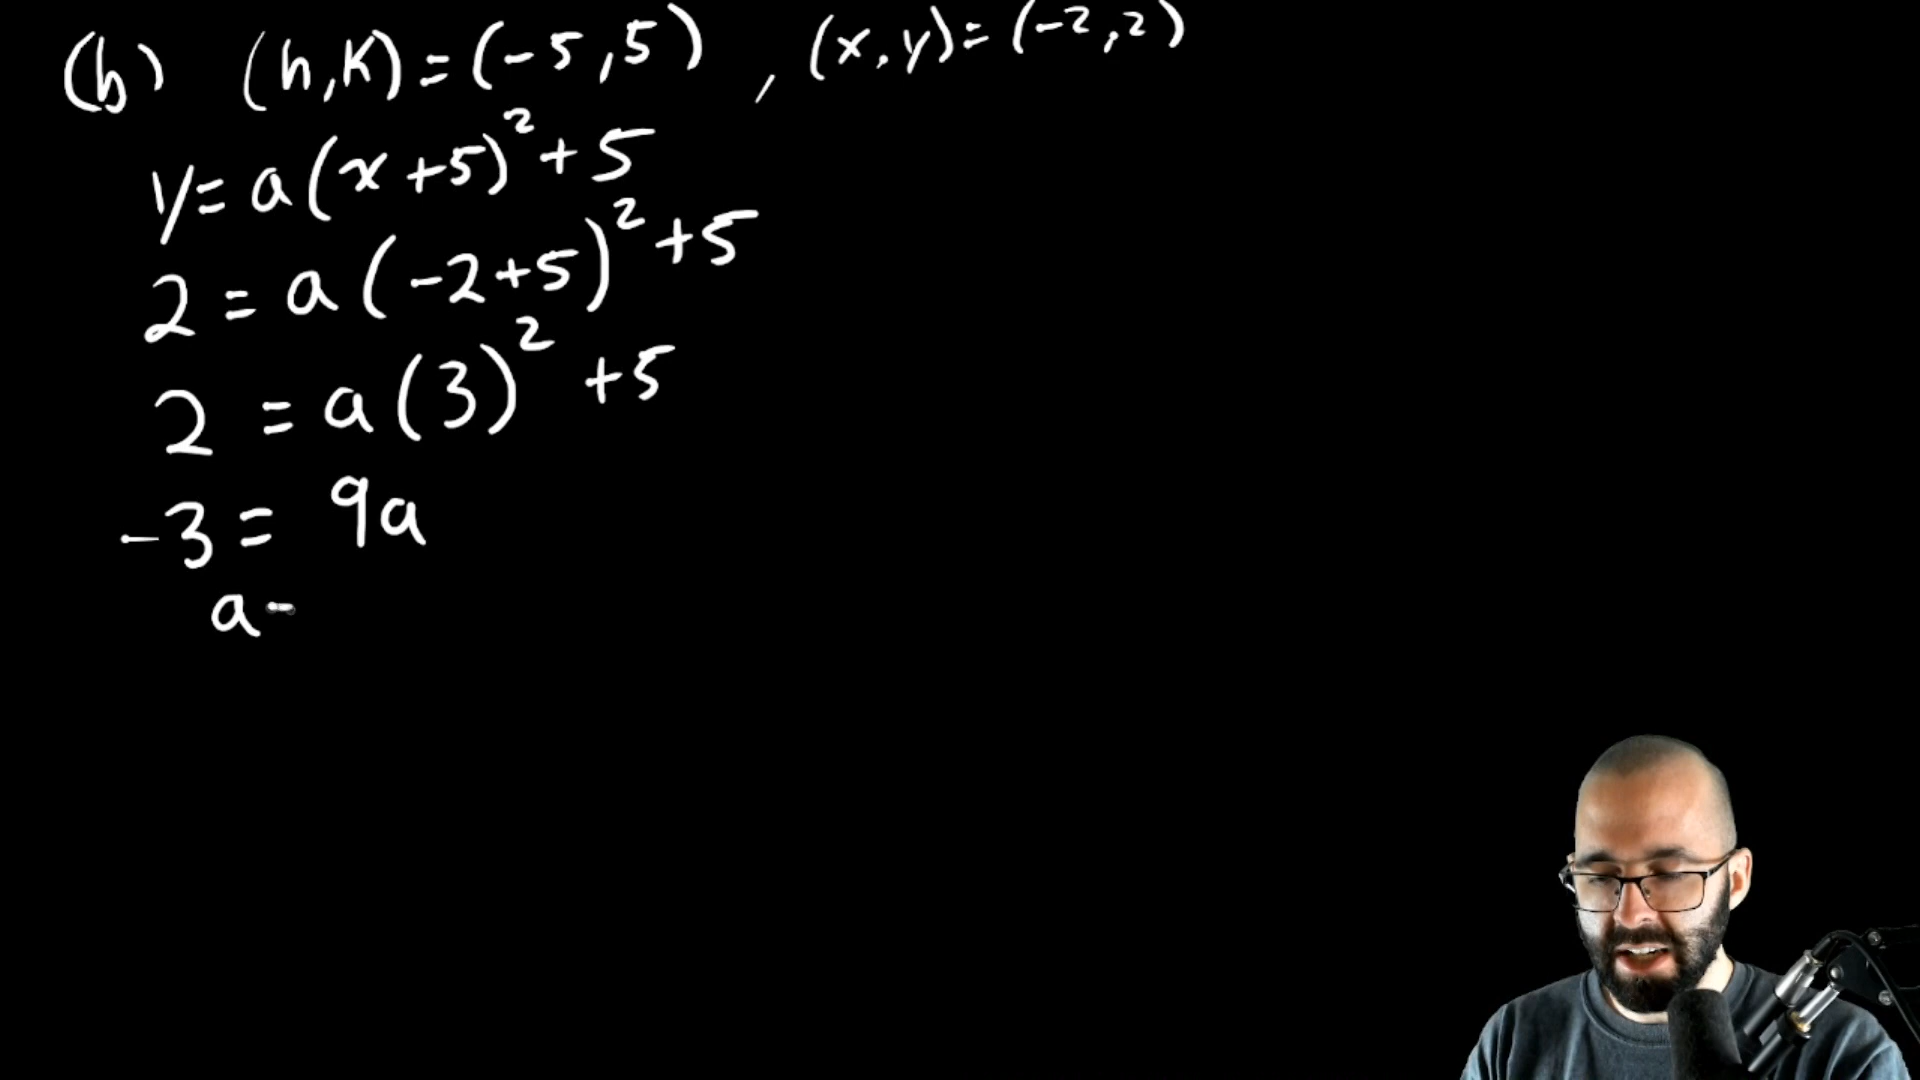 (b) (h,k) = (-5,5) , (x,y) = (-2,2)
y = a(x+5)² + 5
2 = a(-2+5)² + 5
2 = a(3)² + 5
-3 = 9a
a -